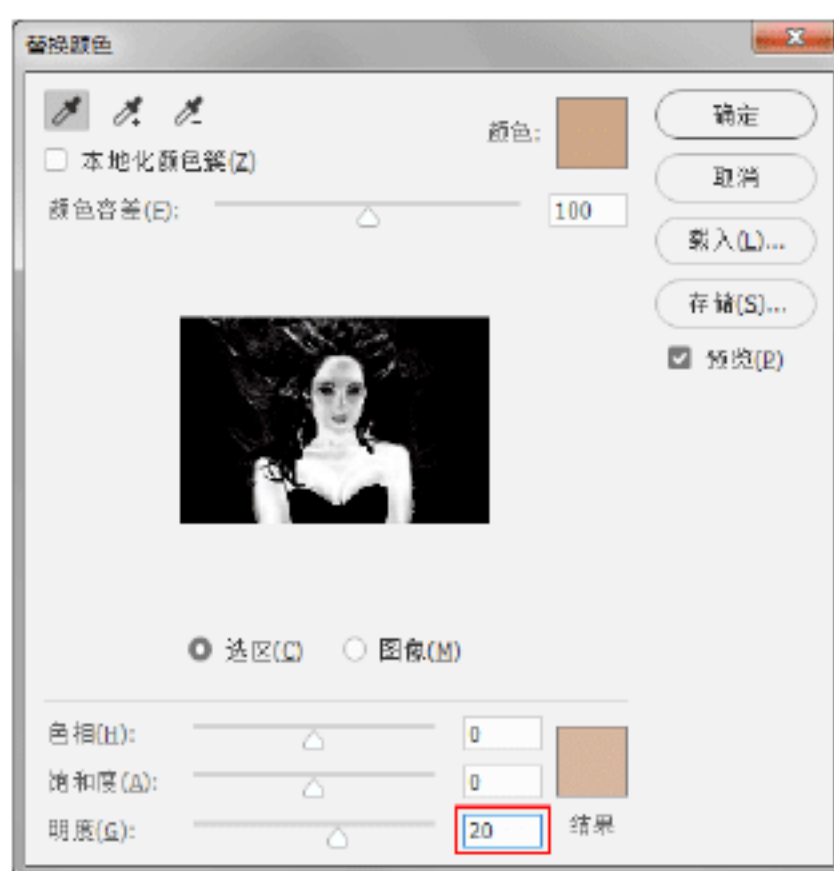 替换颜色
颜色:
确定
本地化颜色簇(Z)
取消
颜色容差(F):
100
载入(L)...
存储(S)...
预览(P)
选区(C)
图像(M)
色相(H):
0
饱和度(A):
0
明度(G):
20
结果